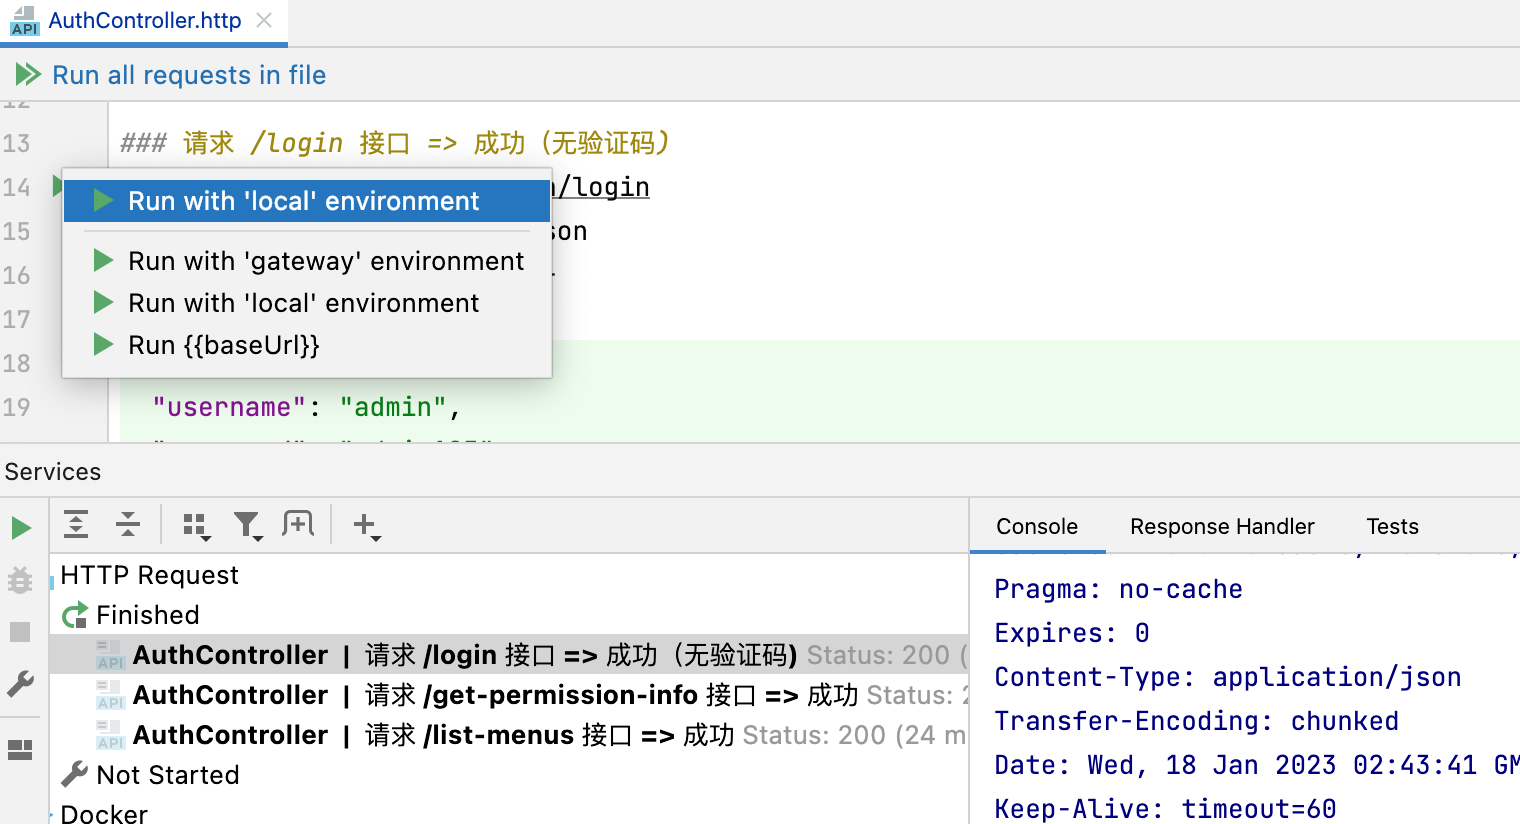 API AuthController.http
Run all requests in file
12
13 ### 请求 /login 接口 => 成功（无验证码）
14 /login
Run with 'local' environment
15 son
Run with 'gateway' environment
16
Run with 'local' environment
17
Run {{baseUrl}}
18
19 "username": "admin",
Services
Console Response Handler Tests
HTTP Request
Finished
API AuthController | 请求 /login 接口 => 成功（无验证码) Status: 200 (
API AuthController | 请求 /get-permission-info 接口 => 成功 Status: 2
API AuthController | 请求 /list-menus 接口 => 成功 Status: 200 (24 m
Not Started
Docker
Pragma: no-cache
Expires: 0
Content-Type: application/json
Transfer-Encoding: chunked
Date: Wed, 18 Jan 2023 02:43:41 GM
Keep-Alive: timeout=60